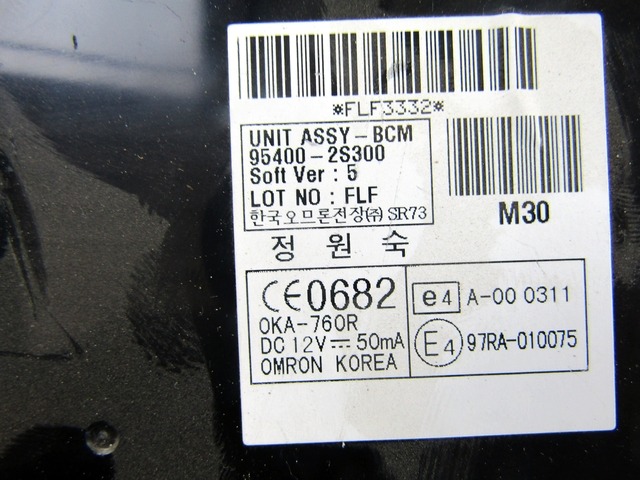 *FLF3332*
UNIT ASSY-BCM
95400-2S300
Soft Ver : 5
LOT NO : FLF
한국오므론전장(주) SR73
M30
정 원 숙
CE0682
OKA-760R
DC 12V⎓50mA
OMRON KOREA
e4 A-00 0311
E4 97RA-010075